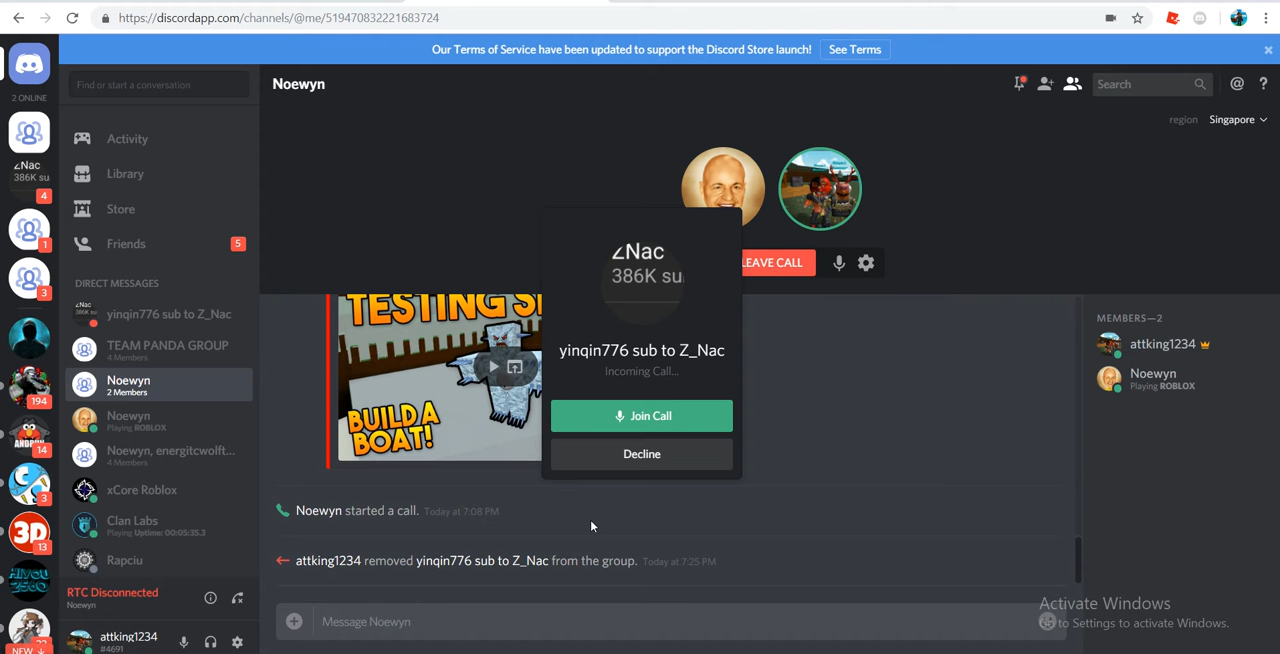 https://discordapp.com/channels/@me/519470832221683724
Our Terms of Service have been updated to support the Discord Store launch! See Terms
2 ONLINE
∠Nac
386K su
4
1
3
194
14
3
3D
13
NEW ↓
Find or start a conversation
Activity
Library
Store
Friends 5
DIRECT MESSAGES
yinqin776 sub to Z_Nac
TEAM PANDA GROUP
4 Members
Noewyn
2 Members
Noewyn
Playing ROBLOX
Noewyn, energitcwolft...
4 Members
xCore Roblox
Clan Labs
Playing Uptime: 00:05:35.3
Rapciu
RTC Disconnected
Noewyn
attking1234
#4691
Noewyn
Search
region Singapore
LEAVE CALL
∠Nac
386K su
yinqin776 sub to Z_Nac
Incoming Call...
Join Call
Decline
TESTING S
BUILD A
BOAT!
Noewyn started a call. Today at 7:08 PM
attking1234 removed yinqin776 sub to Z_Nac from the group. Today at 7:25 PM
Message Noewyn
MEMBERS—2
attking1234
Noewyn
Playing ROBLOX
Activate Windows
Go to Settings to activate Windows.